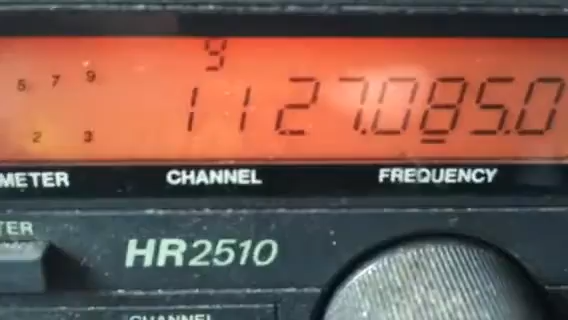 9
5 7 9
11 27.085.0
2 3
METER CHANNEL FREQUENCY
TER
HR2510
CHANNEL